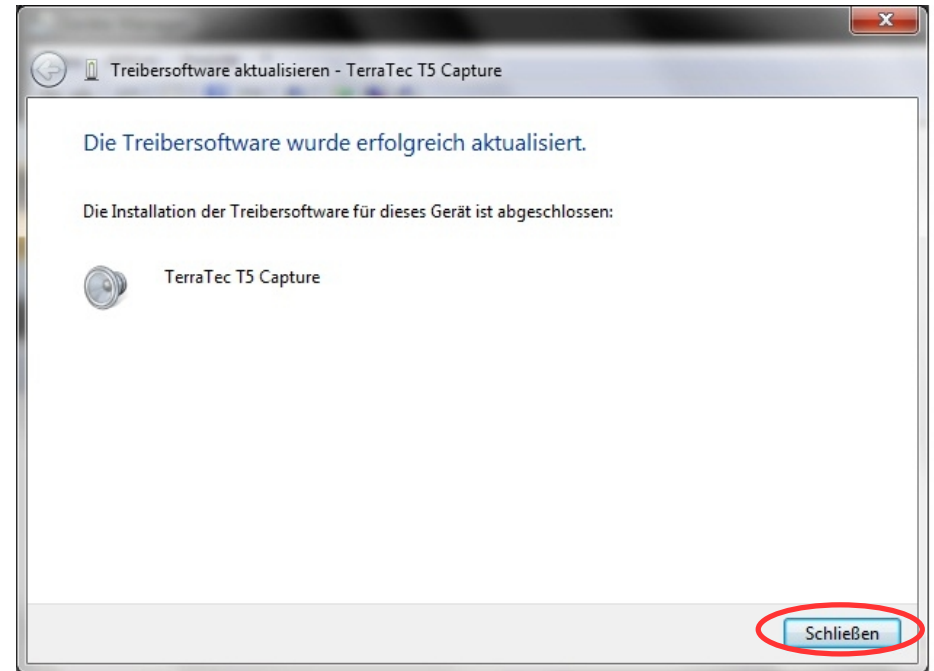 Treibersoftware aktualisieren - TerraTec T5 Capture
Die Treibersoftware wurde erfolgreich aktualisiert.
Die Installation der Treibersoftware für dieses Gerät ist abgeschlossen:
TerraTec T5 Capture
Schließen